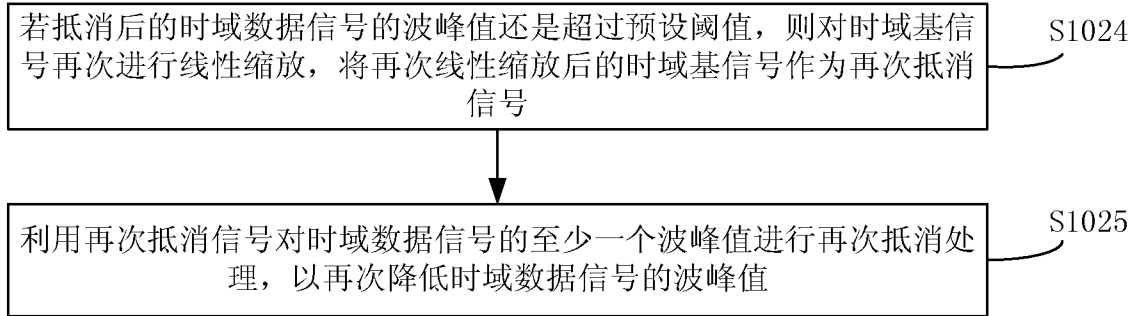 若抵消后的时域数据信号的波峰值还是超过预设阈值，则对时域基信
号再次进行线性缩放，将再次线性缩放后的时域基信号作为再次抵消
信号
S1024
利用再次抵消信号对时域数据信号的至少一个波峰值进行再次抵消处
理，以再次降低时域数据信号的波峰值
S1025